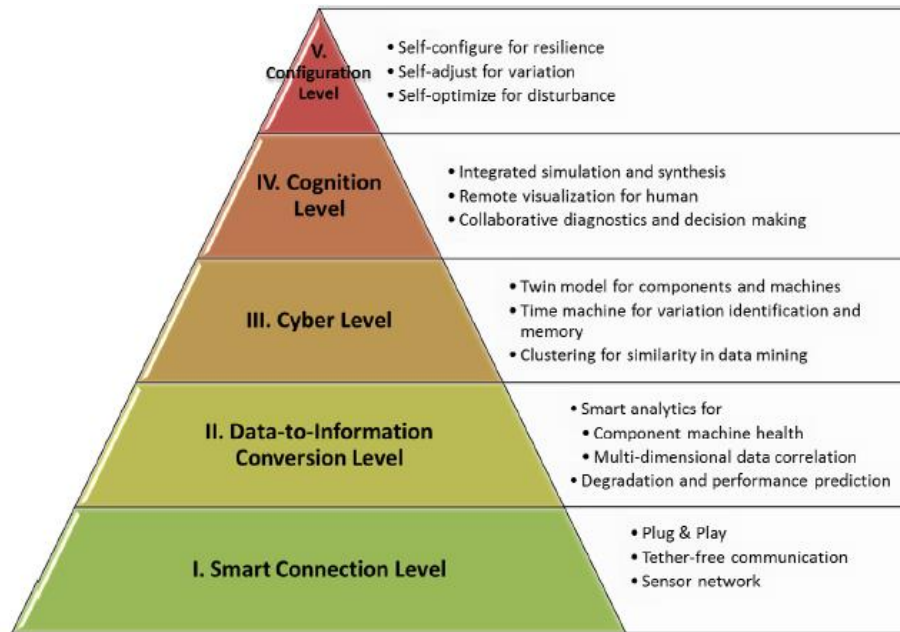 V.
Configuration
Level
• Self-configure for resilience
• Self-adjust for variation
• Self-optimize for disturbance
IV. Cognition
Level
• Integrated simulation and synthesis
• Remote visualization for human
• Collaborative diagnostics and decision making
III. Cyber Level
• Twin model for components and machines
• Time machine for variation identification and
memory
• Clustering for similarity in data mining
II. Data-to-Information
Conversion Level
• Smart analytics for
• Component machine health
• Multi-dimensional data correlation
• Degradation and performance prediction
I. Smart Connection Level
• Plug & Play
• Tether-free communication
• Sensor network